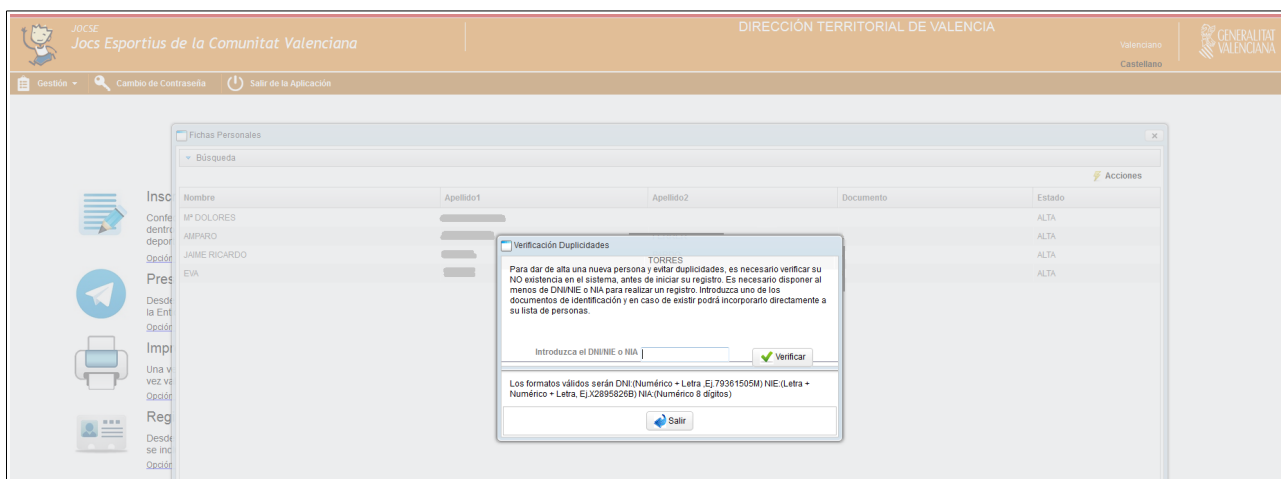 JOCSE
Jocs Esportius de la Comunitat Valenciana
DIRECCIÓN TERRITORIAL DE VALENCIA
Valenciano
Castellano
GENERALITAT
VALENCIANA
Gestión
Cambio de Contraseña
Salir de la Aplicación
Fichas Personales
Búsqueda
Acciones
Nombre Apellido1 Apellido2 Documento Estado
Mª DOLORES ALTA
AMPARO ALTA
JAIME RICARDO ALTA
EVA ALTA
Insc
Confe
dentro
depor
Opción
Pres
Desde
la Ent
Opción
Impr
Una v
vez va
Opción
Reg
Desde
se inc
Opción
Verificación Duplicidades
TORRES
Para dar de alta una nueva persona y evitar duplicidades, es necesario verificar su
NO existencia en el sistema, antes de iniciar su registro. Es necesario disponer al
menos de DNI/NIE o NIA para realizar un registro. Introduzca uno de los
documentos de identificación y en caso de existir podrá incorporarlo directamente a
su lista de personas.
Introduzca el DNI/NIE o NIA
Verificar
Los formatos válidos serán DNI:(Numérico + Letra ,Ej.79361505M) NIE:(Letra +
Numérico + Letra, Ej.X2895826B) NIA:(Numérico 8 dígitos)
Salir